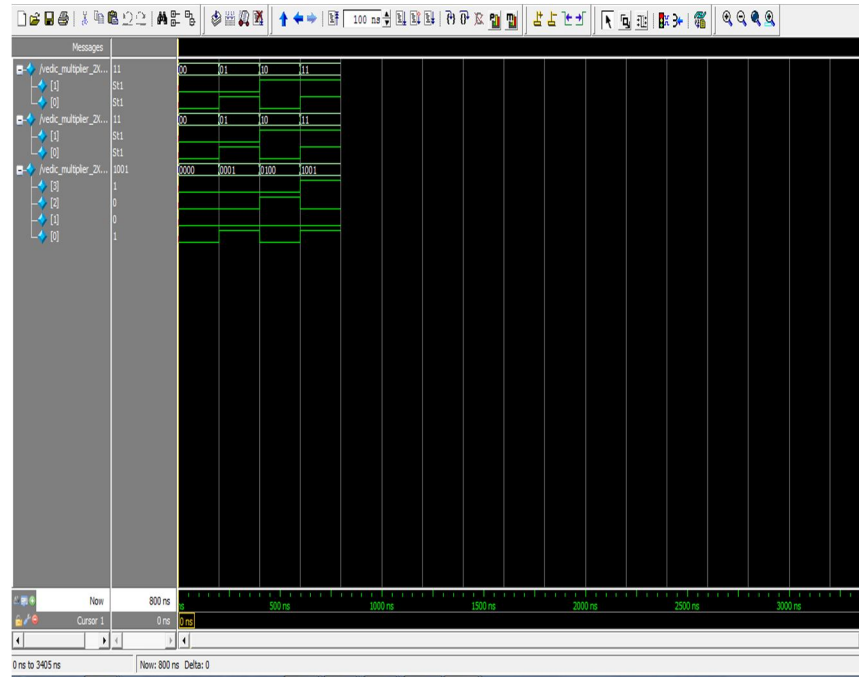 100 ns
Messages
/vedic_multiplier_2X... 11 00 01 10 11
[1] St1
[0] St1
/vedic_multiplier_2X... 11 00 01 10 11
[1] St1
[0] St1
/vedic_multiplier_2X... 1001 0000 0001 0100 1001
[3] 1
[2] 0
[1] 0
[0] 1
Now 800 ns ns 500 ns 1000 ns 1500 ns 2000 ns 2500 ns 3000 ns
Cursor 1 0 ns 0 ns
0 ns to 3405 ns Now: 800 ns Delta: 0